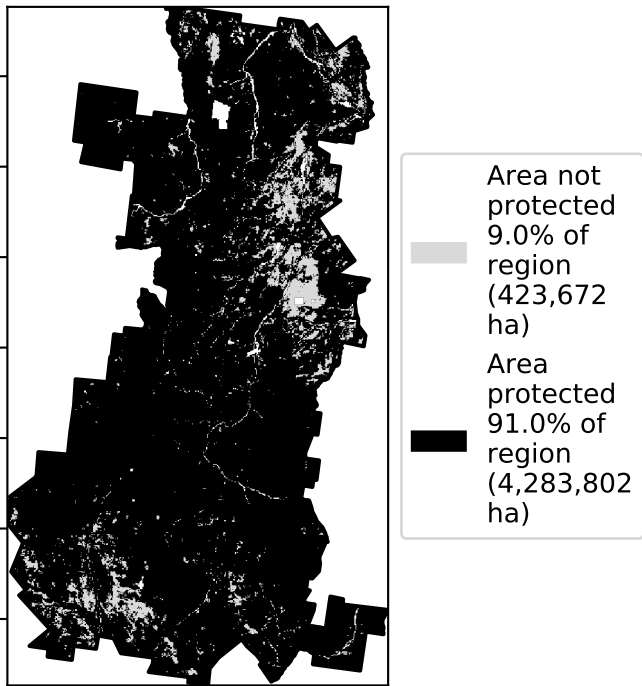 Area not
protected
9.0% of
region
(423,672
ha)
Area
protected
91.0% of
region
(4,283,802
ha)